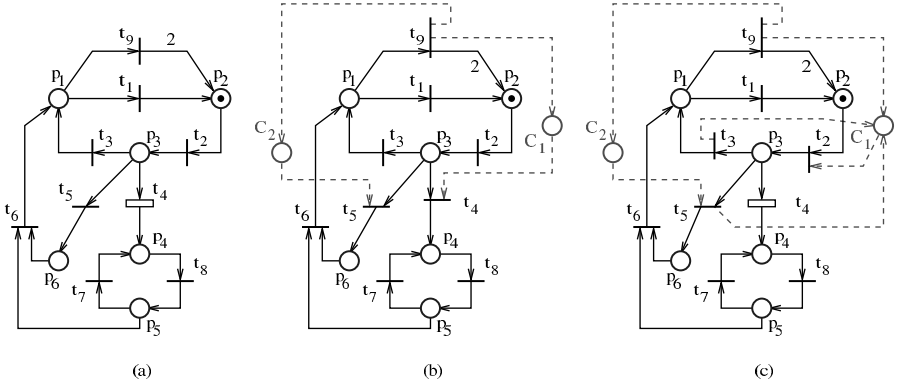 t9 2
p1 p2
t1
t3 p3 t2
t5 t4
t6
p4
p6 t8
t7
p5
(a)
t9
2
p1 p2
t1
C2 C1
t3 p3 t2
t5 t4
t6
p4
p6 t8
t7
p5
(b)
t9
2
p1 p2
t1
C2 C1
t3 p3 t2
t5 t4
t6
p4
p6 t8
t7
p5
(c)